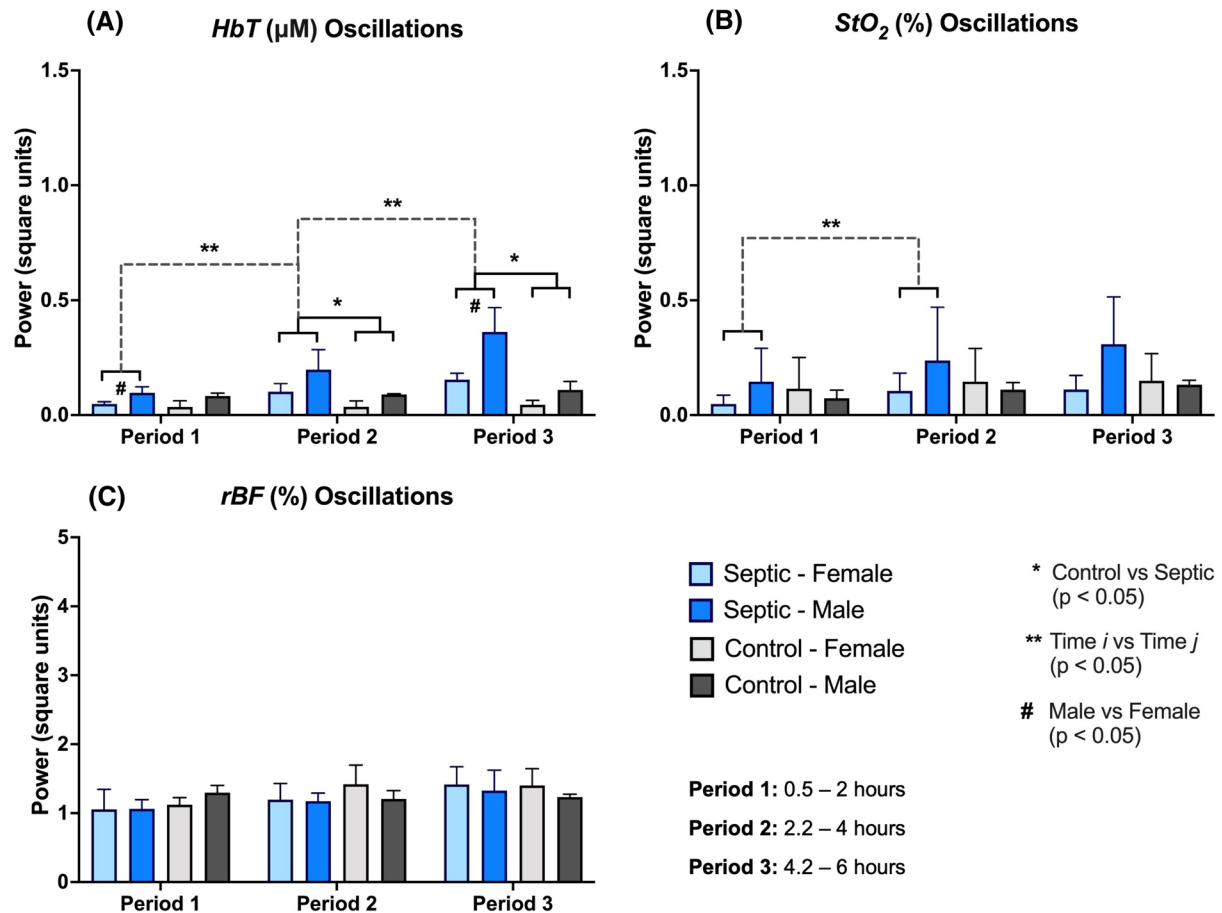 (A)
HbT (µM) Oscillations
Power (square units)
1.5
1.0
0.5
0.0
**
**
*
*
#
#
Period 1
Period 2
Period 3
(B)
StO2 (%) Oscillations
Power (square units)
1.5
1.0
0.5
0.0
**
Period 1
Period 2
Period 3
(C)
rBF (%) Oscillations
Power (square units)
5
4
3
2
1
0
Period 1
Period 2
Period 3
Septic - Female
Septic - Male
Control - Female
Control - Male
* Control vs Septic
(p < 0.05)
** Time i vs Time j
(p < 0.05)
# Male vs Female
(p < 0.05)
Period 1: 0.5 – 2 hours
Period 2: 2.2 – 4 hours
Period 3: 4.2 – 6 hours